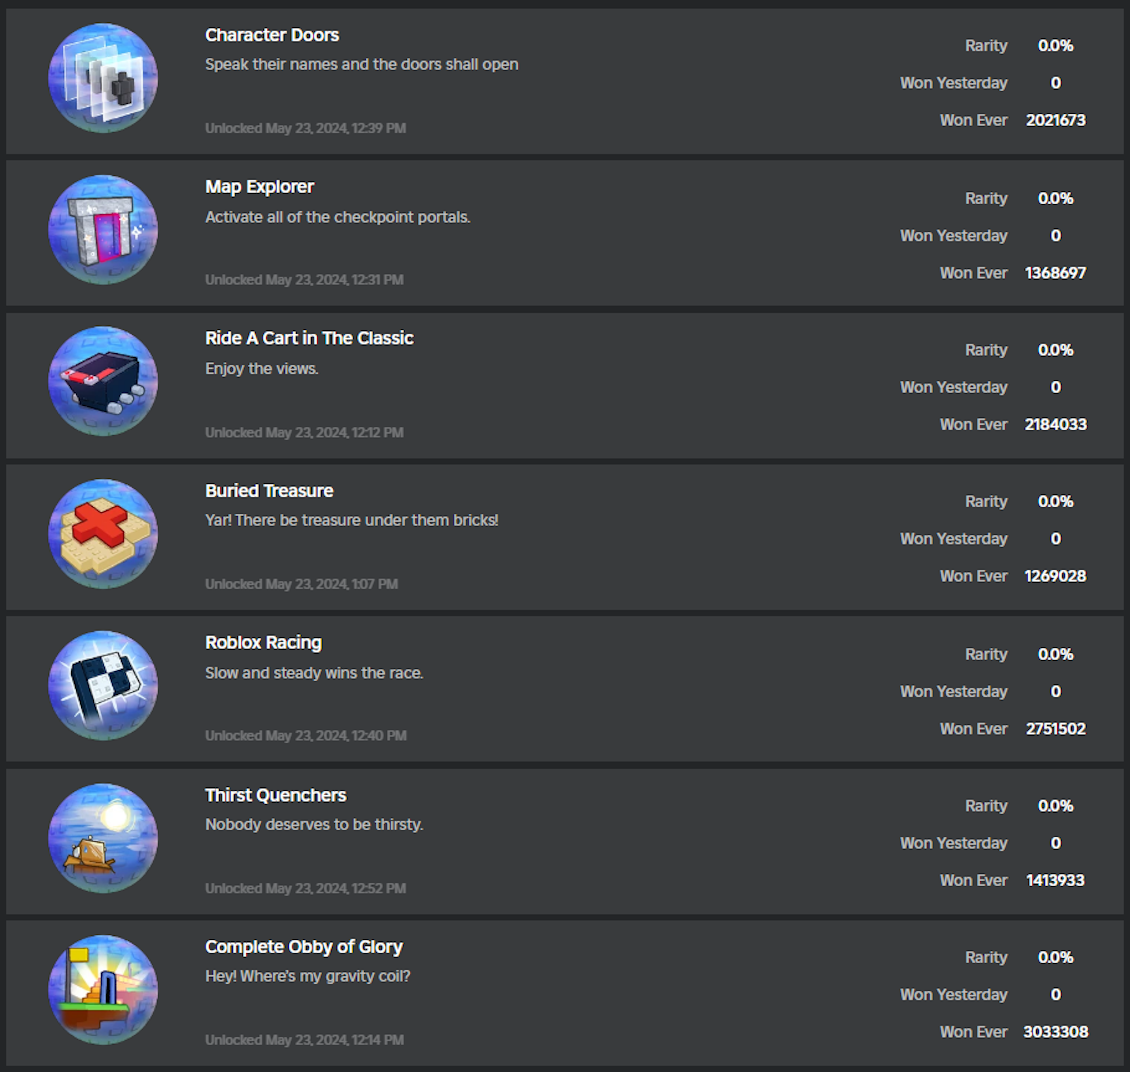 Character Doors
Speak their names and the doors shall open
Unlocked May 23, 2024, 12:39 PM
Rarity 0.0%
Won Yesterday 0
Won Ever 2021673
Map Explorer
Activate all of the checkpoint portals.
Unlocked May 23, 2024, 12:31 PM
Rarity 0.0%
Won Yesterday 0
Won Ever 1368697
Ride A Cart in The Classic
Enjoy the views.
Unlocked May 23, 2024, 12:12 PM
Rarity 0.0%
Won Yesterday 0
Won Ever 2184033
Buried Treasure
Yar! There be treasure under them bricks!
Unlocked May 23, 2024, 1:07 PM
Rarity 0.0%
Won Yesterday 0
Won Ever 1269028
Roblox Racing
Slow and steady wins the race.
Unlocked May 23, 2024, 12:40 PM
Rarity 0.0%
Won Yesterday 0
Won Ever 2751502
Thirst Quenchers
Nobody deserves to be thirsty.
Unlocked May 23, 2024, 12:52 PM
Rarity 0.0%
Won Yesterday 0
Won Ever 1413933
Complete Obby of Glory
Hey! Where's my gravity coil?
Unlocked May 23, 2024, 12:14 PM
Rarity 0.0%
Won Yesterday 0
Won Ever 3033308